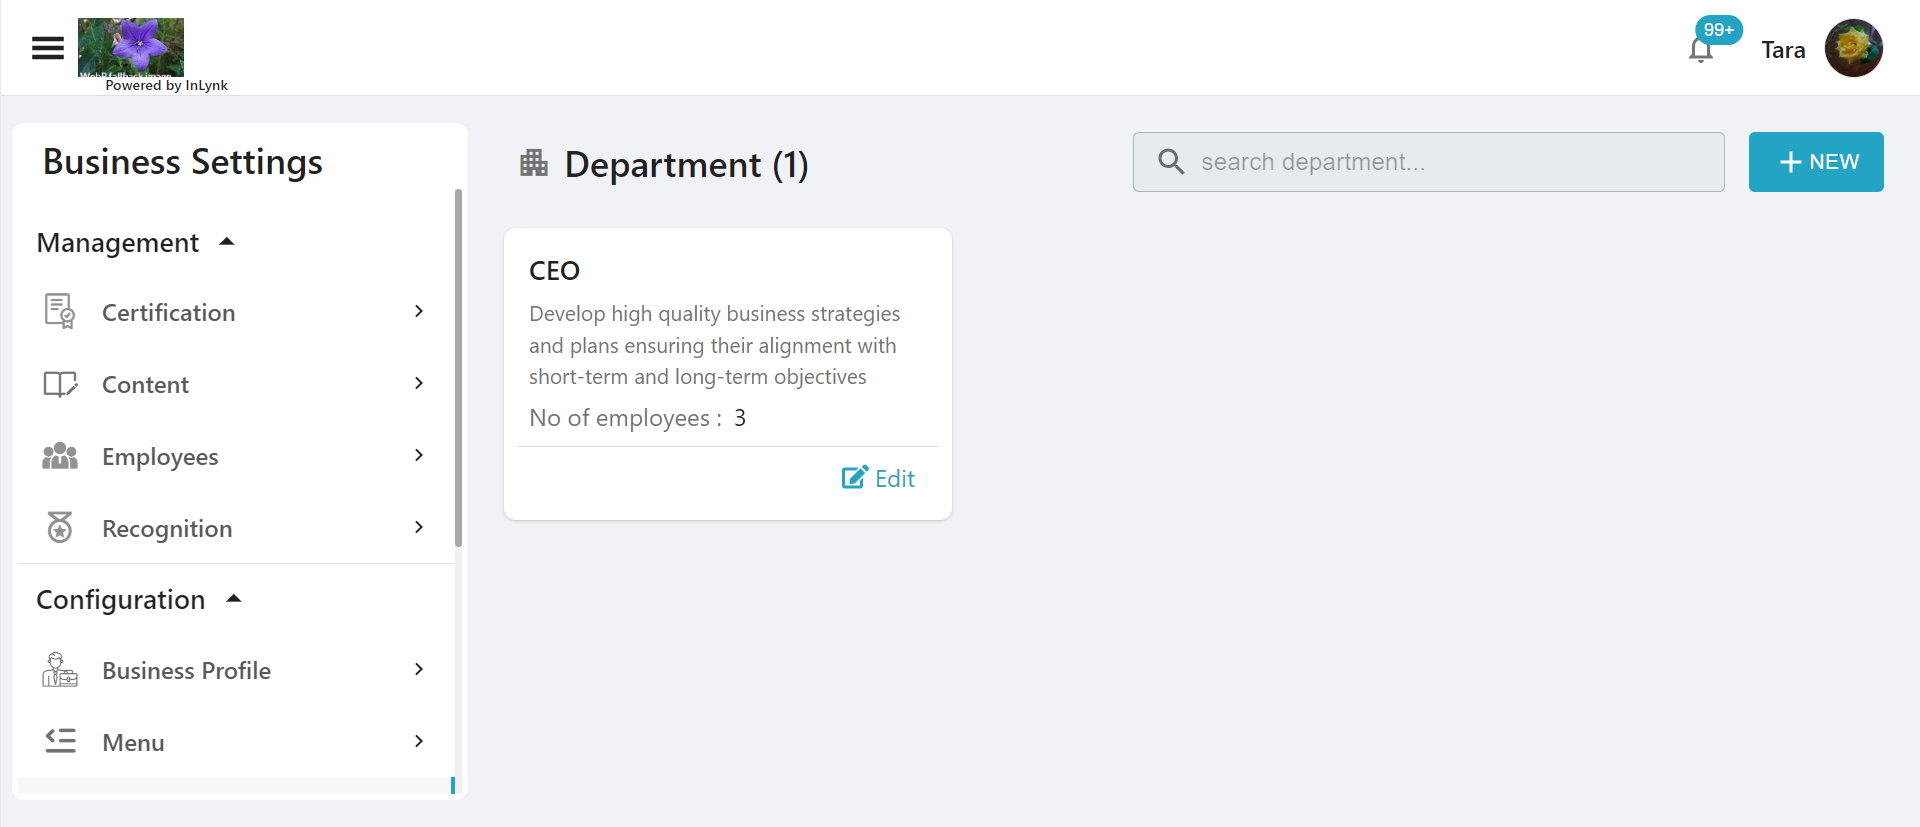 WebP fallback image
Powered by InLynk
99+
Tara
Business Settings
Management
Certification
Content
Employees
Recognition
Configuration
Business Profile
Menu
Department (1)
search department...
NEW
CEO
Develop high quality business strategies
and plans ensuring their alignment with
short-term and long-term objectives
No of employees : 3
Edit